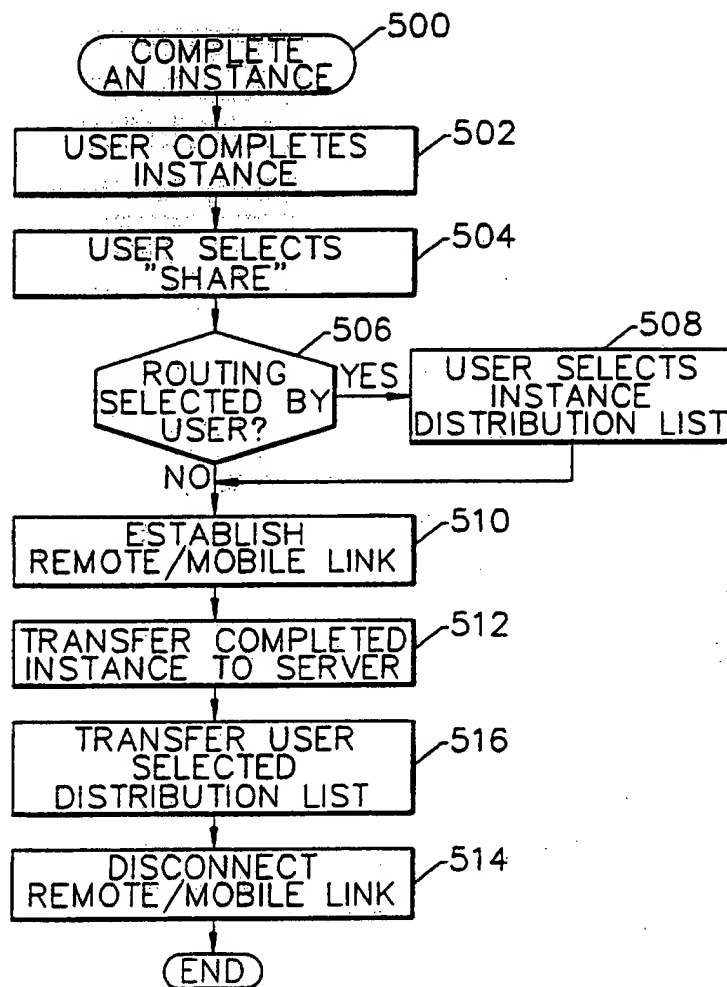 500
COMPLETE
AN INSTANCE
502
USER COMPLETES
INSTANCE
504
USER SELECTS
"SHARE"
506
ROUTING
SELECTED BY
USER?
YES
508
USER SELECTS
INSTANCE
DISTRIBUTION LIST
NO
510
ESTABLISH
REMOTE/MOBILE LINK
512
TRANSFER COMPLETED
INSTANCE TO SERVER
516
TRANSFER USER
SELECTED
DISTRIBUTION LIST
514
DISCONNECT
REMOTE/MOBILE LINK
END